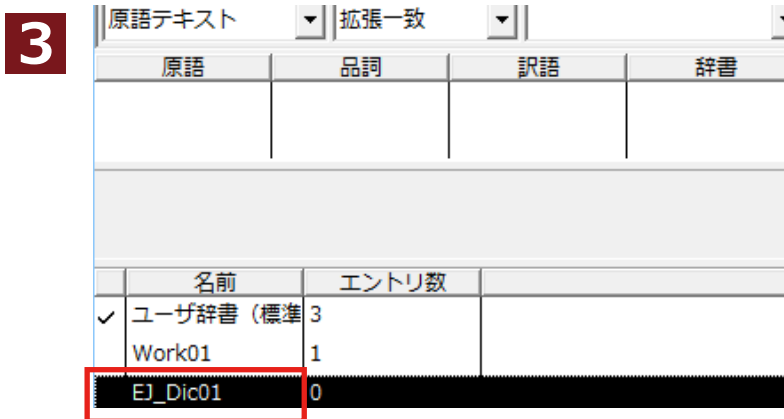 3
原語テキスト 拡張一致
原語 品詞 訳語 辞書
名前 エントリ数
✓ ユーザ辞書（標準 3
Work01 1
EJ_Dic01 0